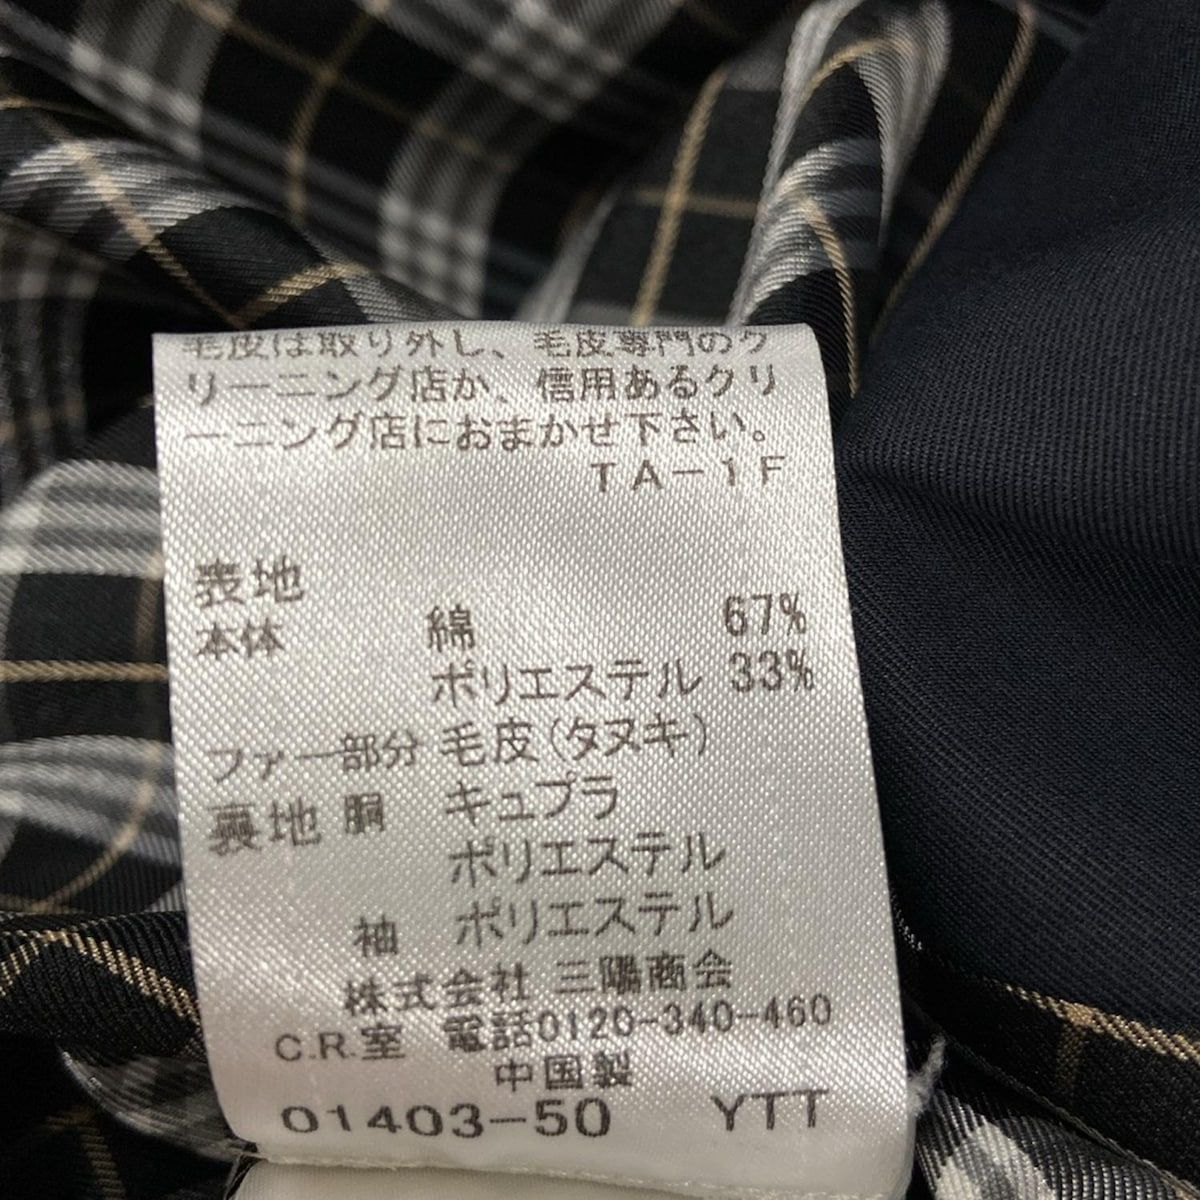 毛皮は取り外し、毛皮専門のク
リーニング店か、信用あるクリ
ーニング店におまかせ下さい。
TA-1F
表地
本体 綿 67%
ポリエステル 33%
ファー部分 毛皮(タヌキ)
裏地 胴 キュプラ
ポリエステル
袖 ポリエステル
株式会社 三陽商会
C.R.室 電話0120-340-460
中国製
01403-50 YTT